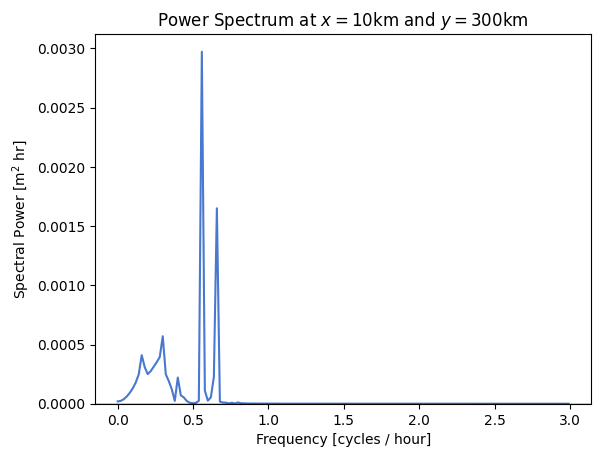 Power Spectrum at x = 10km and y = 300km
Spectral Power [m² hr]
0.0030
0.0025
0.0020
0.0015
0.0010
0.0005
0.0000
0.0 0.5 1.0 1.5 2.0 2.5 3.0
Frequency [cycles / hour]